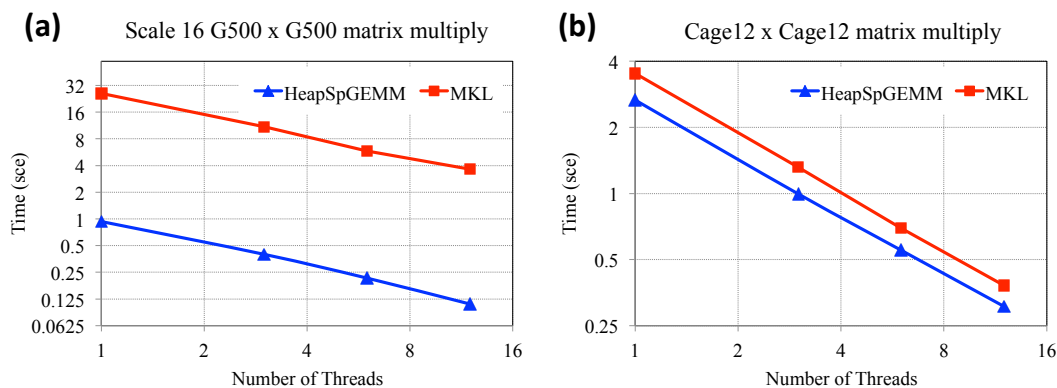 (a)
Scale 16 G500 x G500 matrix multiply
HeapSpGEMM
MKL
32
16
8
4
2
1
0.5
0.25
0.125
0.0625
Time (sce)
1 2 4 8 16
Number of Threads
(b)
Cage12 x Cage12 matrix multiply
HeapSpGEMM
MKL
4
2
1
0.5
0.25
Time (sce)
1 2 4 8 16
Number of Threads